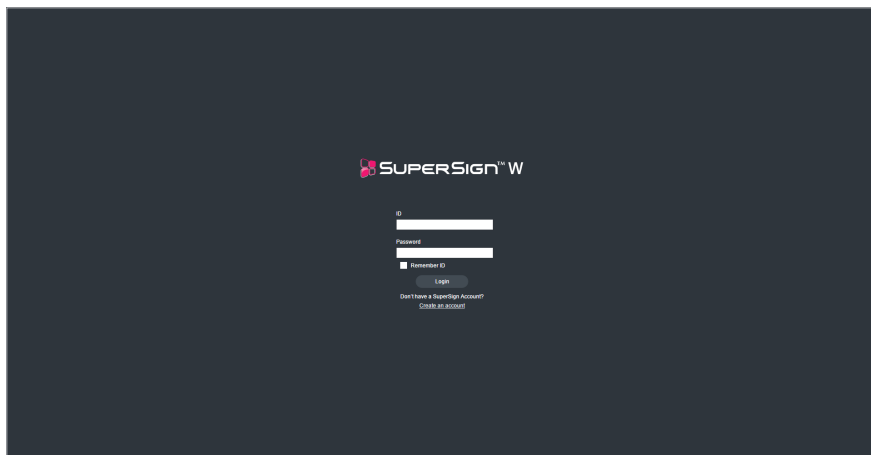 SUPERSIGN™ W
ID
Password
Remember ID
Login
Don't have a SuperSign Account?
Create an account